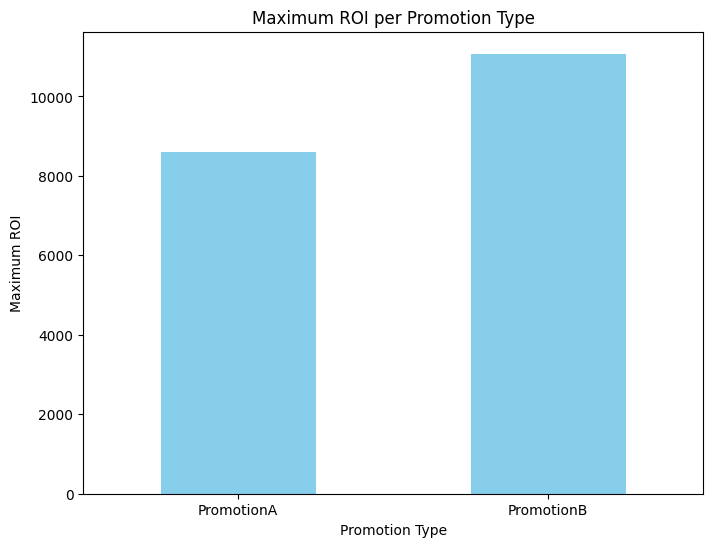 Maximum ROI per Promotion Type
Maximum ROI
10000
8000
6000
4000
2000
0
PromotionA
PromotionB
Promotion Type